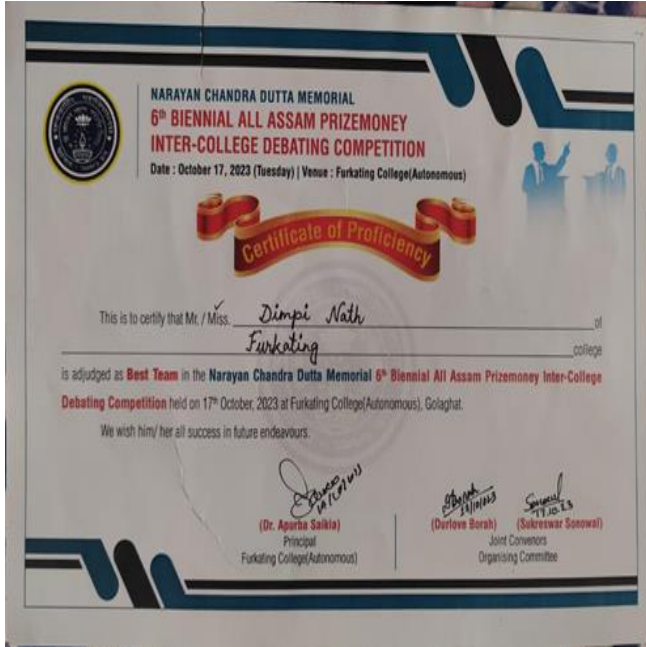 NARAYAN CHANDRA DUTTA MEMORIAL
6th BIENNIAL ALL ASSAM PRIZEMONEY
INTER-COLLEGE DEBATING COMPETITION
Date : October 17, 2023 (Tuesday) | Venue : Furkating College(Autonomous)
Certificate of Proficiency
This is to certify that Mr. / Miss. Dimpi Nath of
Furkating college
is adjudged as Best Team in the Narayan Chandra Dutta Memorial 6th Biennial All Assam Prizemoney Inter-College
Debating Competition held on 17th October, 2023 at Furkating College(Autonomous), Golaghat.
We wish him/ her all success in future endeavours.
17.10.23
(Dr. Apurba Saikia)
Principal
Furkating College(Autonomous)
(Durlove Borah) (Sukreswar Sonowal)
Joint Convenors
Organising Committee